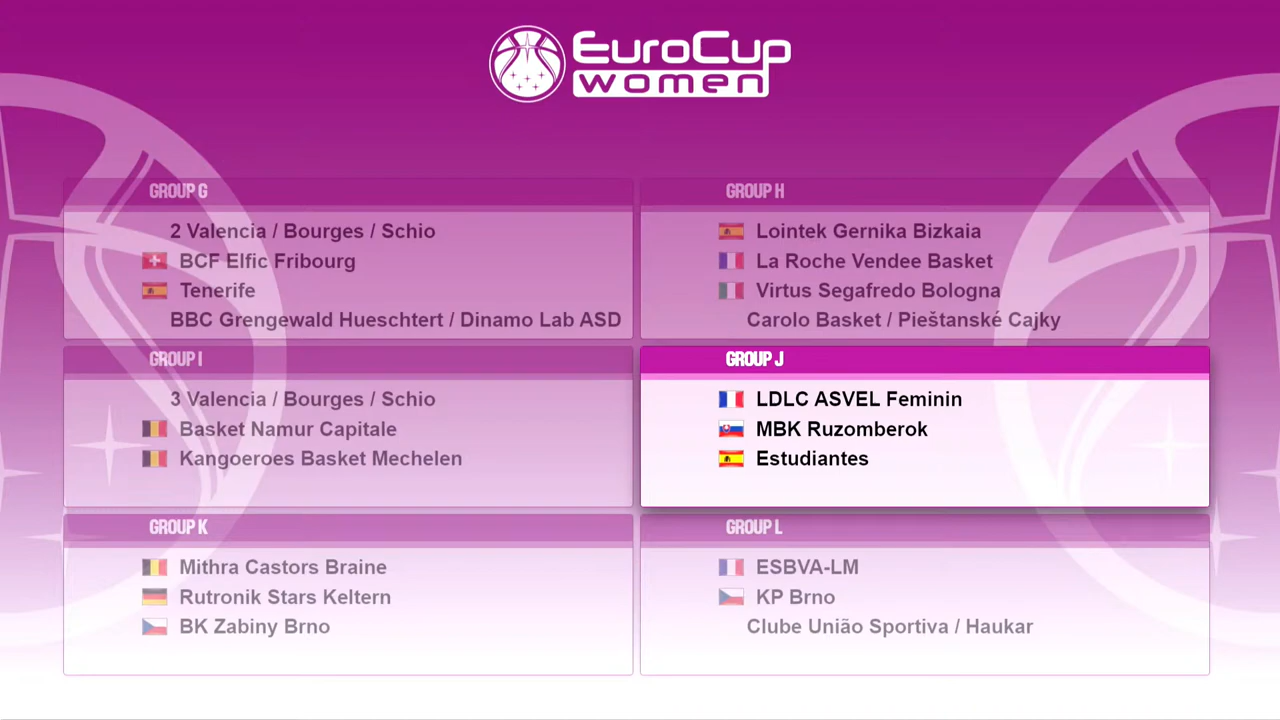 EuroCup
women
GROUP G
2 Valencia / Bourges / Schio
BCF Elfic Fribourg
Tenerife
BBC Grengewald Hueschtert / Dinamo Lab ASD
GROUP H
Lointek Gernika Bizkaia
La Roche Vendee Basket
Virtus Segafredo Bologna
Carolo Basket / Pieštanské Cajky
GROUP I
3 Valencia / Bourges / Schio
Basket Namur Capitale
Kangoeroes Basket Mechelen
GROUP J
LDLC ASVEL Feminin
MBK Ruzomberok
Estudiantes
GROUP K
Mithra Castors Braine
Rutronik Stars Keltern
BK Zabiny Brno
GROUP L
ESBVA-LM
KP Brno
Clube União Sportiva / Haukar